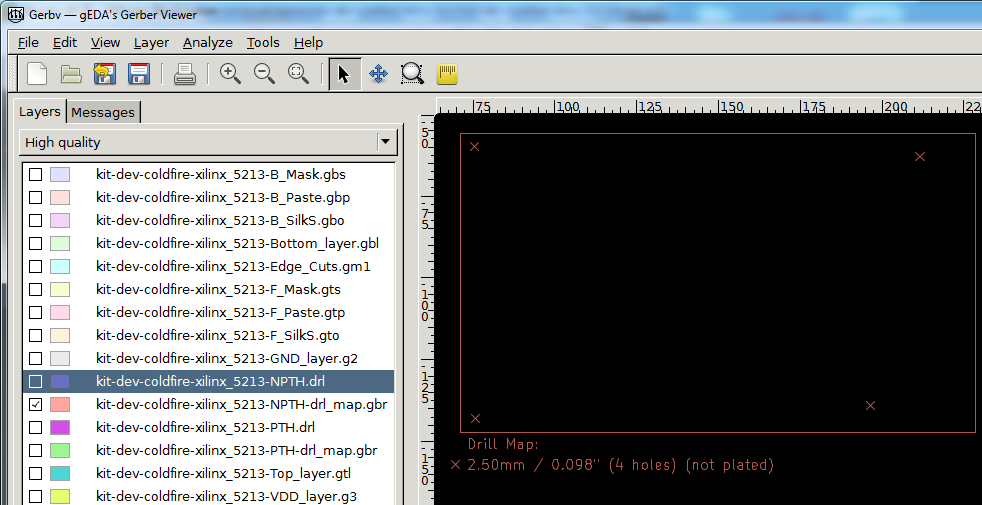 Gerbv — gEDA's Gerber Viewer
File Edit View Layer Analyze Tools Help
Layers Messages
High quality
kit-dev-coldfire-xilinx_5213-B_Mask.gbs
kit-dev-coldfire-xilinx_5213-B_Paste.gbp
kit-dev-coldfire-xilinx_5213-B_SilkS.gbo
kit-dev-coldfire-xilinx_5213-Bottom_layer.gbl
kit-dev-coldfire-xilinx_5213-Edge_Cuts.gm1
kit-dev-coldfire-xilinx_5213-F_Mask.gts
kit-dev-coldfire-xilinx_5213-F_Paste.gtp
kit-dev-coldfire-xilinx_5213-F_SilkS.gto
kit-dev-coldfire-xilinx_5213-GND_layer.g2
kit-dev-coldfire-xilinx_5213-NPTH.drl
kit-dev-coldfire-xilinx_5213-NPTH-drl_map.gbr
kit-dev-coldfire-xilinx_5213-PTH.drl
kit-dev-coldfire-xilinx_5213-PTH-drl_map.gbr
kit-dev-coldfire-xilinx_5213-Top_layer.gtl
kit-dev-coldfire-xilinx_5213-VDD_layer.g3
75 100 125 150 175 200
50
75
100
125
150
Drill Map:
2.50mm / 0.098" (4 holes) (not plated)